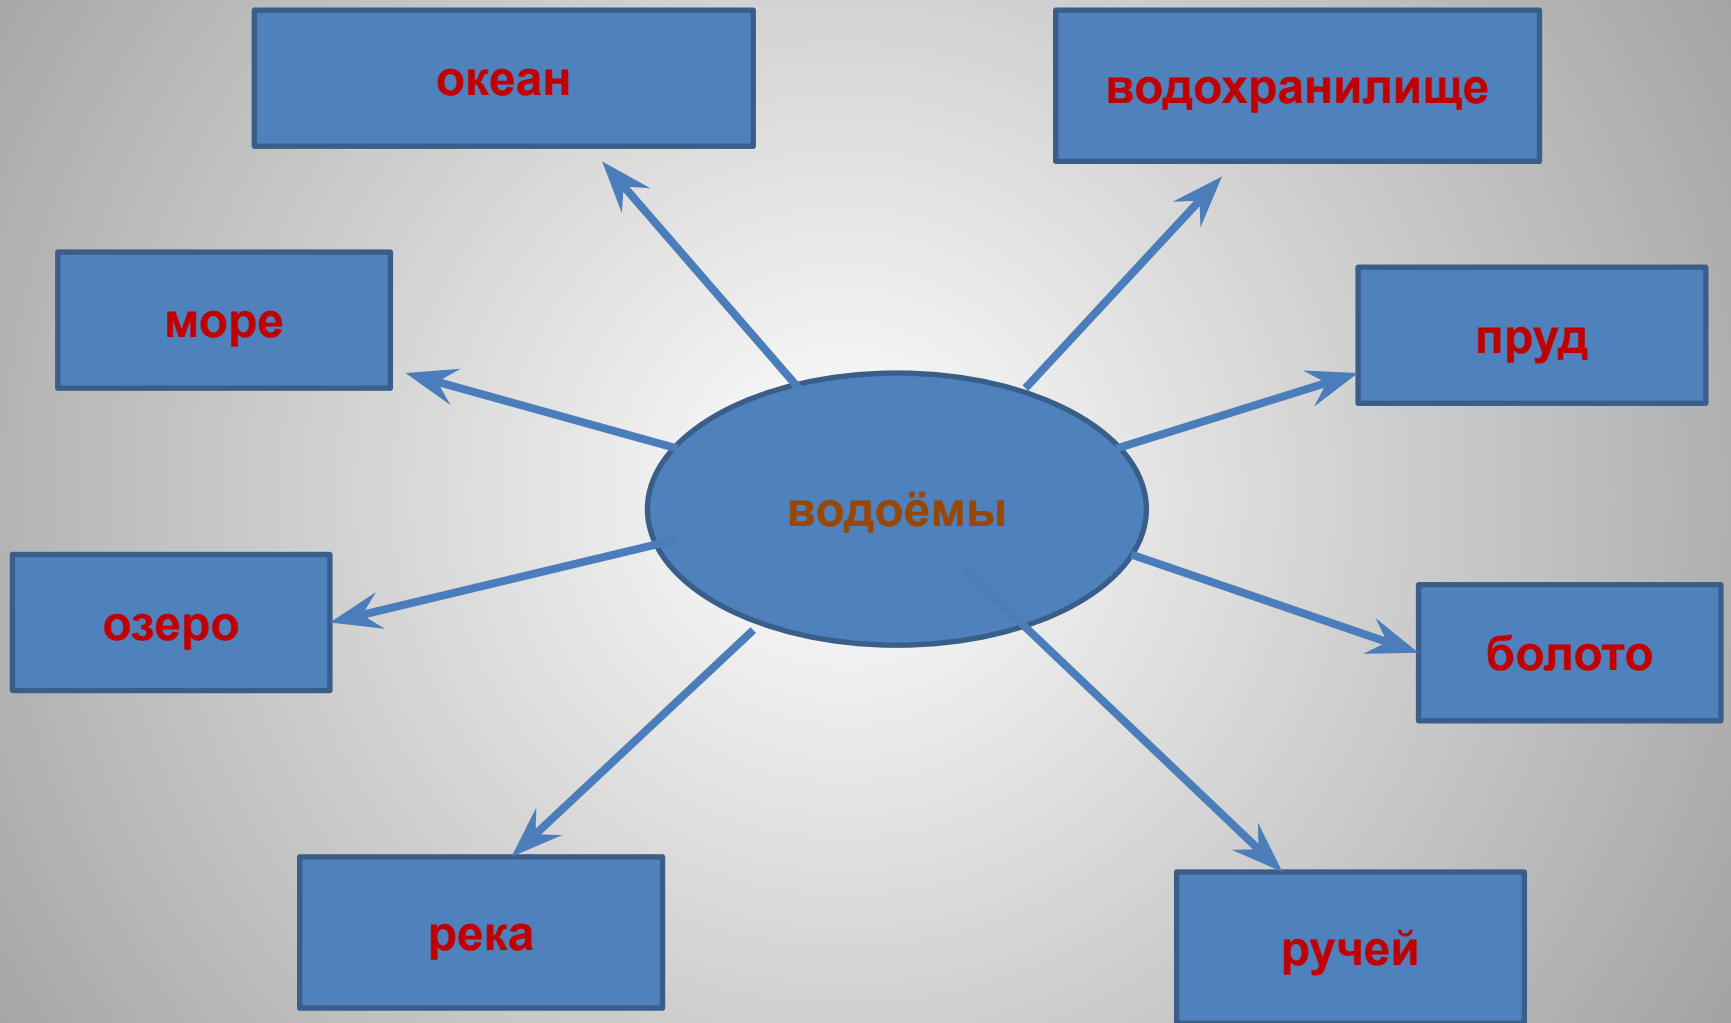 океан
водохранилище
море
пруд
водоёмы
озеро
болото
река
ручей